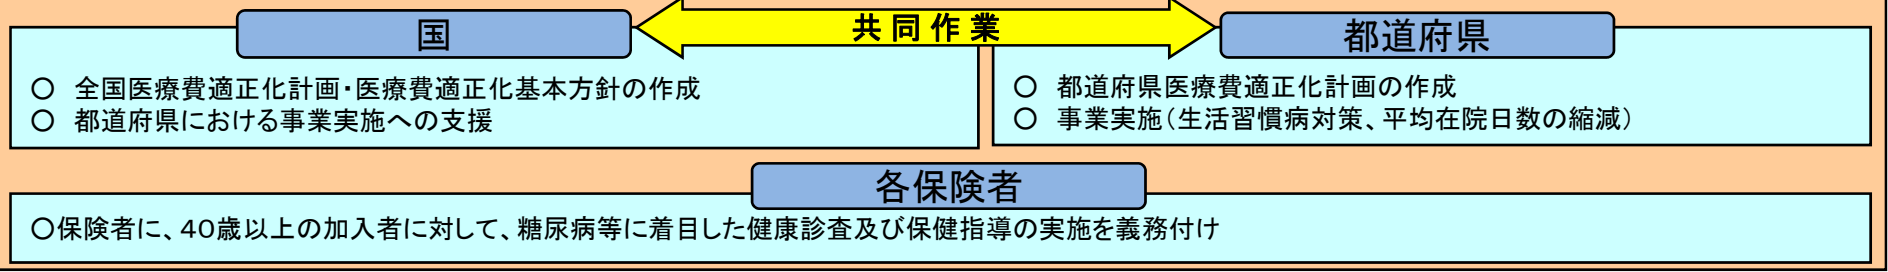 共同作業
国
○ 全国医療費適正化計画・医療費適正化基本方針の作成
○ 都道府県における事業実施への支援
都道府県
○ 都道府県医療費適正化計画の作成
○ 事業実施(生活習慣病対策、平均在院日数の縮減)
各保険者
○保険者に、40歳以上の加入者に対して、糖尿病等に着目した健康診査及び保健指導の実施を義務付け